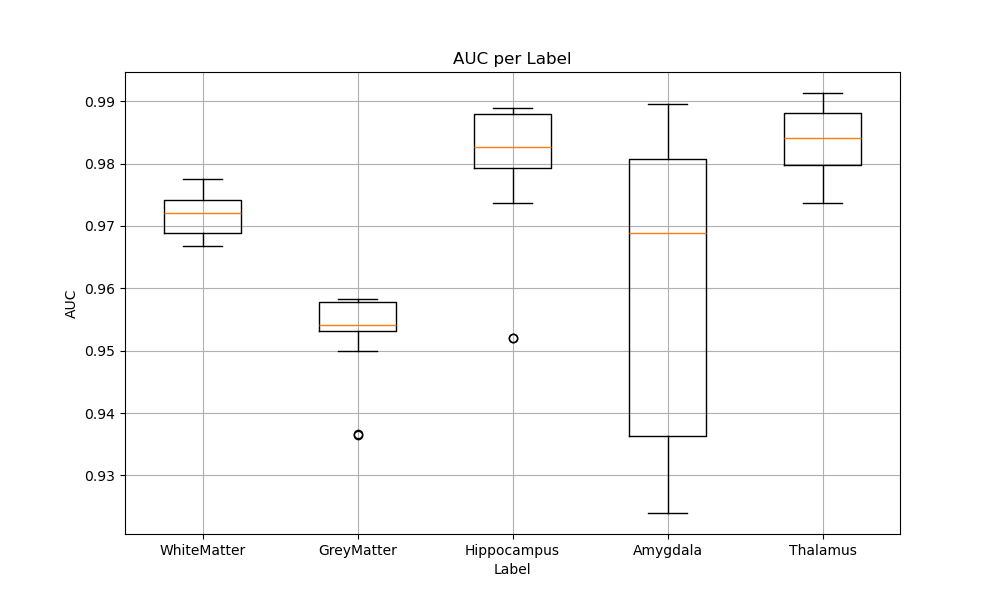 AUC per Label
AUC
0.99
0.98
0.97
0.96
0.95
0.94
0.93
WhiteMatter
GreyMatter
Hippocampus
Amygdala
Thalamus
Label